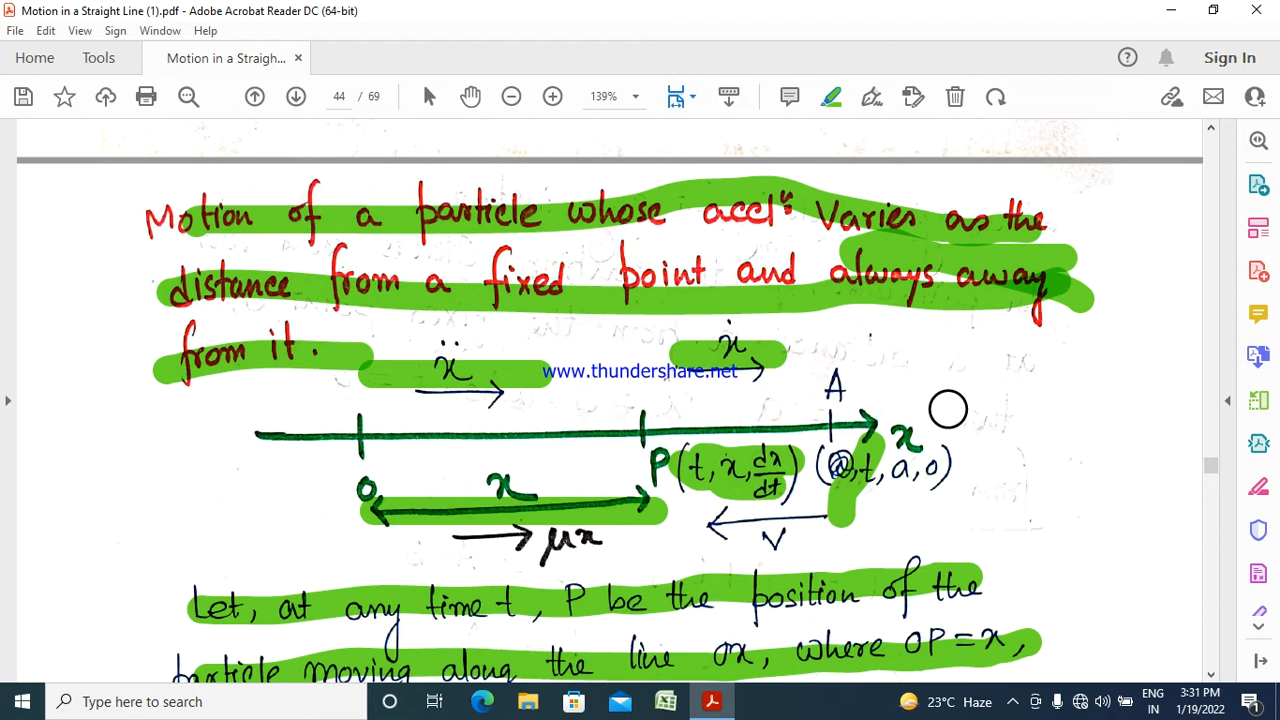 Motion in a Straight Line (1).pdf - Adobe Acrobat Reader DC (64-bit)
File Edit View Sign Window Help
Home Tools Motion in a Straigh... × Sign In
44 / 69 139%
Motion of a particle whose accln varies as the
distance from a fixed point and always away
from it.
ẍ ẋ
www.thundershare.net
A
x
O x P (t, x, dx/dt) (t, a, 0)
μx V
Let, at any time t, P be the position of the
particle moving along the line ox, where OP = x,
Type here to search
23°C Haze ENG IN 3:31 PM 1/19/2022